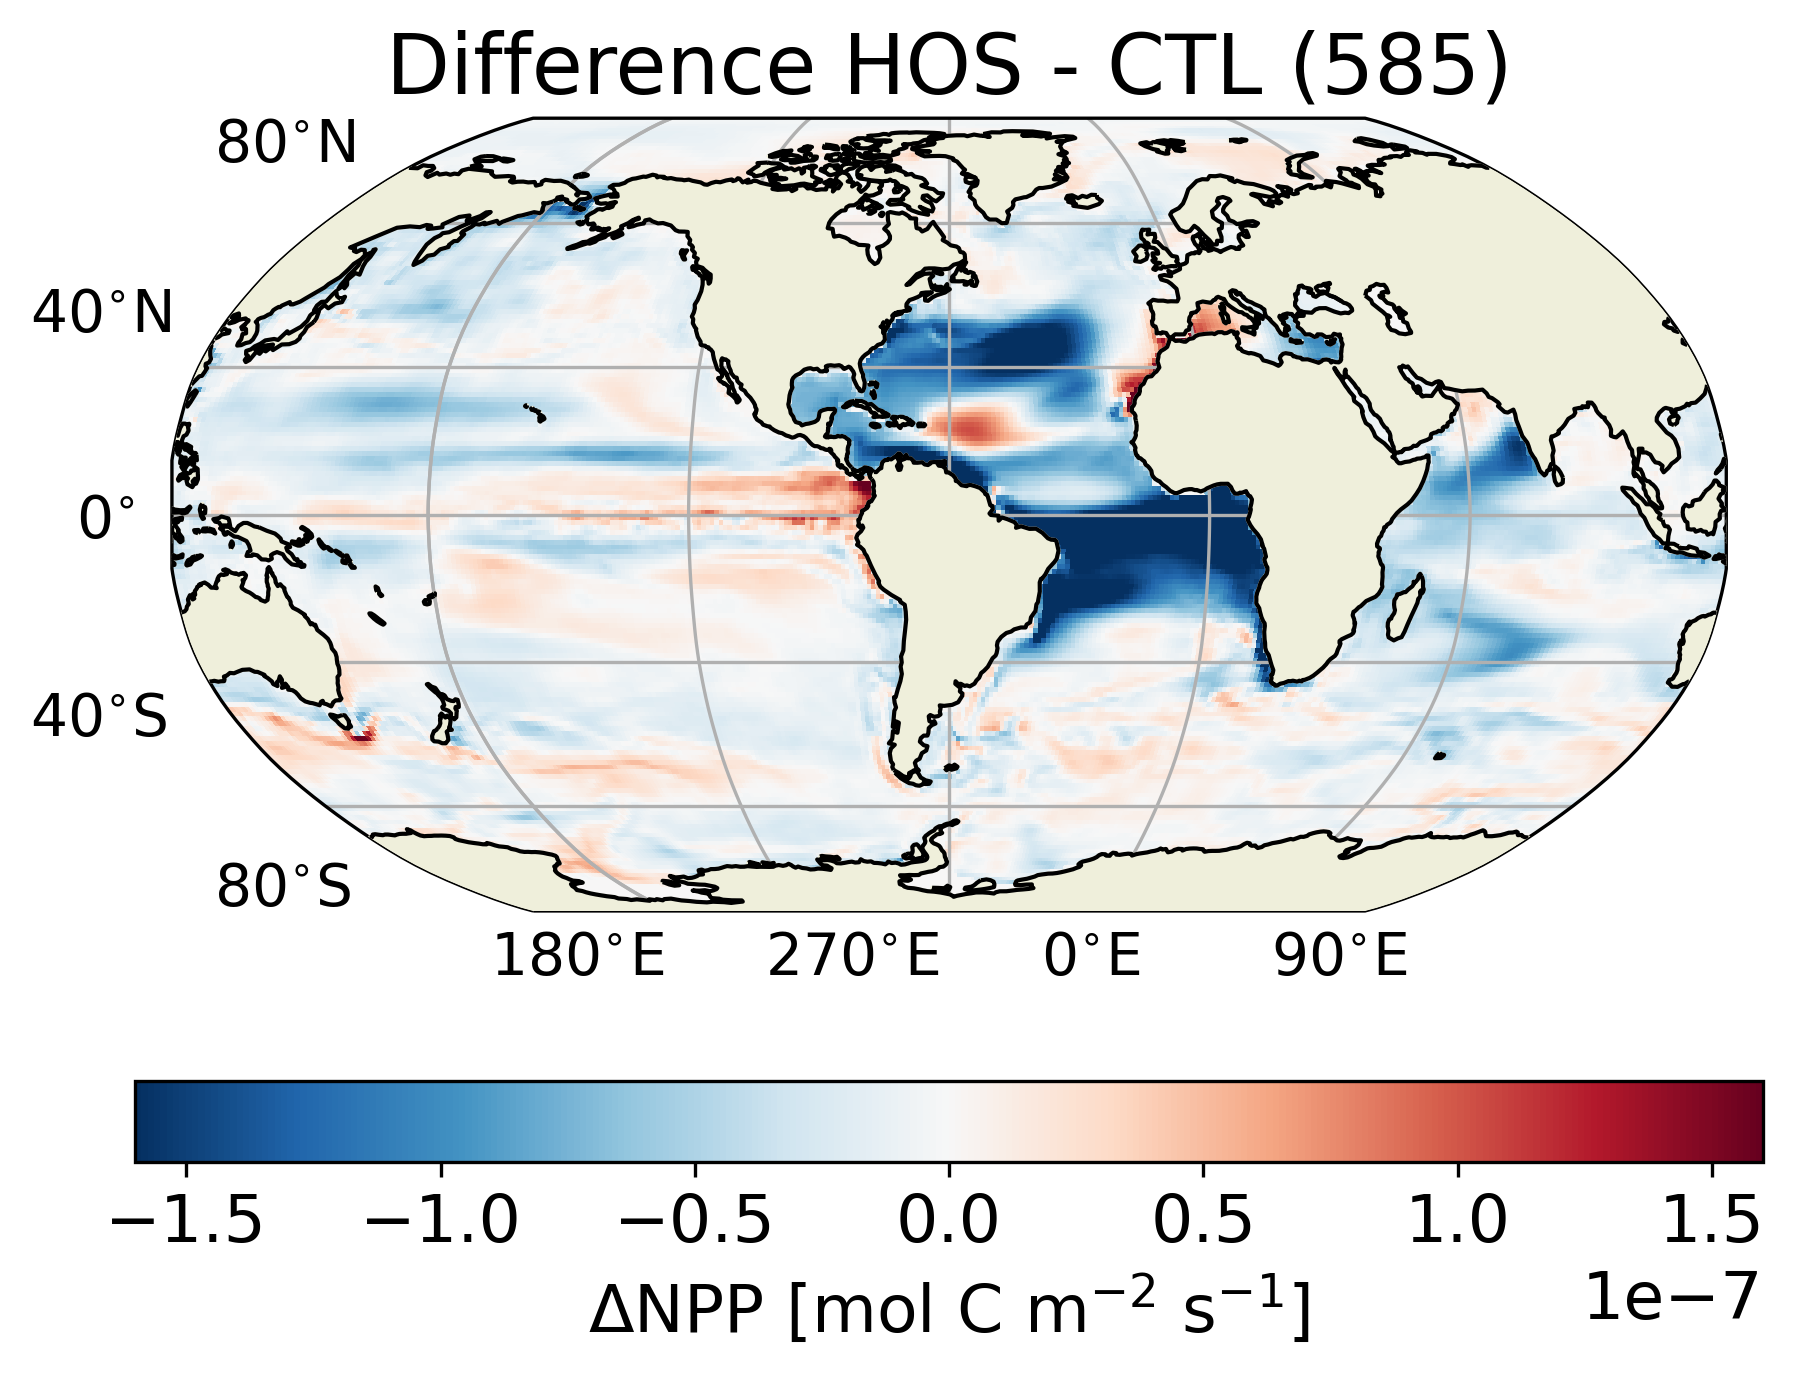 Difference HOS - CTL (585)
80°N
40°N
0°
40°S
80°S
180°E 270°E 0°E 90°E
−1.5 −1.0 −0.5 0.0 0.5 1.0 1.5
1e−7
ΔNPP [mol C m⁻² s⁻¹]